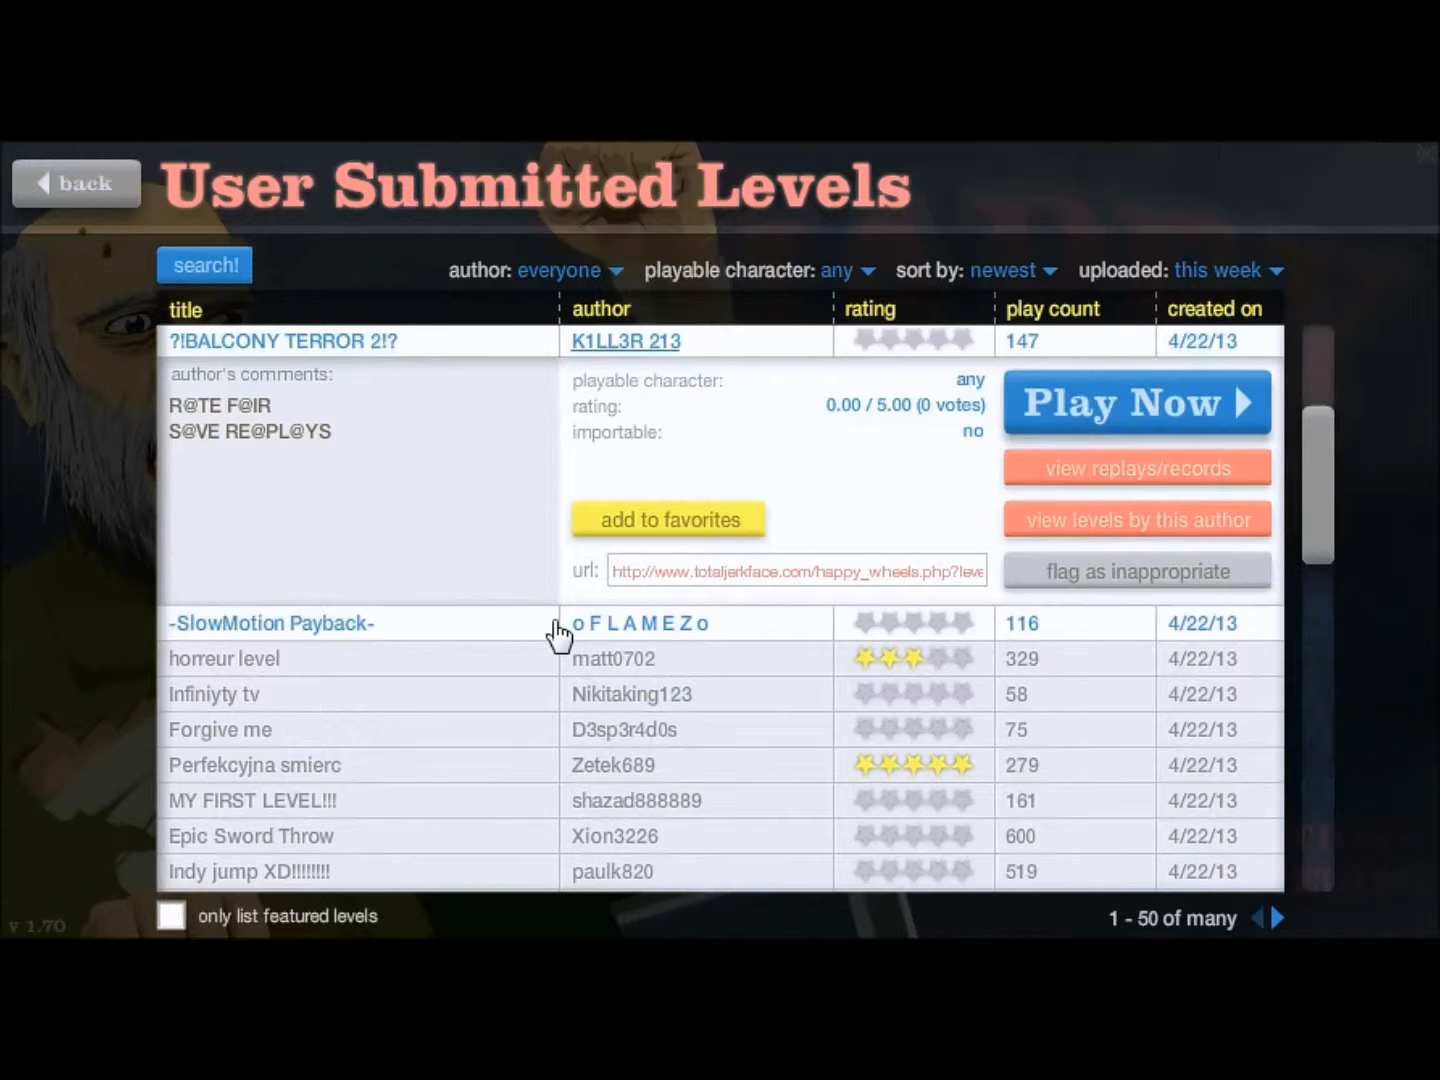 back
User Submitted Levels
search!
author: everyone playable character: any sort by: newest uploaded: this week
title author rating play count created on
?!BALCONY TERROR 2!? K1LL3R 213 147 4/22/13
author's comments:
R@TE F@IR
S@VE RE@PL@YS
playable character: any
rating: 0.00 / 5.00 (0 votes)
importable: no
add to favorites
url: http://www.totaljerkface.com/happy_wheels.php?leve
Play Now
view replays/records
view levels by this author
flag as inappropriate
-SlowMotion Payback- o F L A M E Z o 116 4/22/13
horreur level matt0702 329 4/22/13
Infiniyty tv Nikitaking123 58 4/22/13
Forgive me D3sp3r4d0s 75 4/22/13
Perfekcyjna smierc Zetek689 279 4/22/13
MY FIRST LEVEL!!! shazad888889 161 4/22/13
Epic Sword Throw Xion3226 600 4/22/13
Indy jump XD!!!!!!!! paulk820 519 4/22/13
only list featured levels
1 - 50 of many
v 1.70